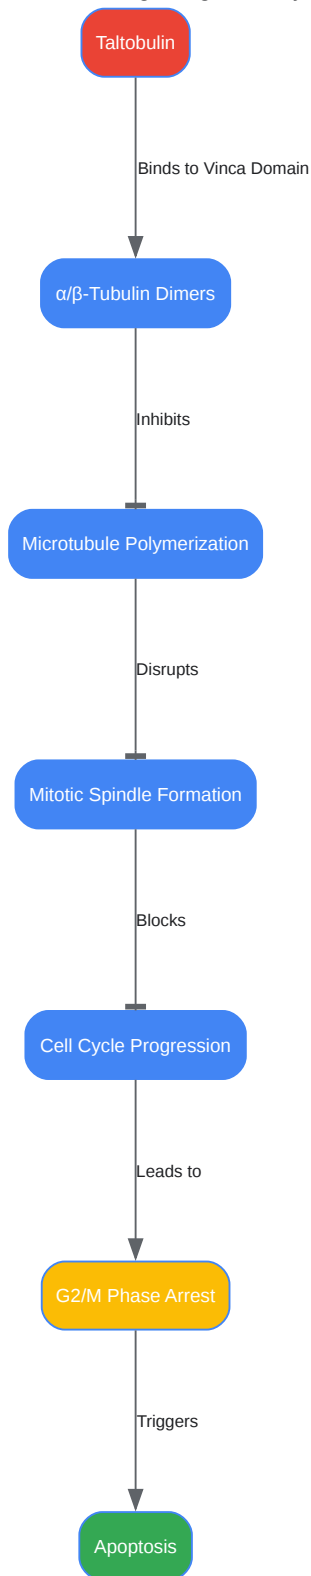 Taltobulin
Binds to Vinca Domain
α/β-Tubulin Dimers
Inhibits
Microtubule Polymerization
Disrupts
Mitotic Spindle Formation
Blocks
Cell Cycle Progression
Leads to
G2/M Phase Arrest
Triggers
Apoptosis